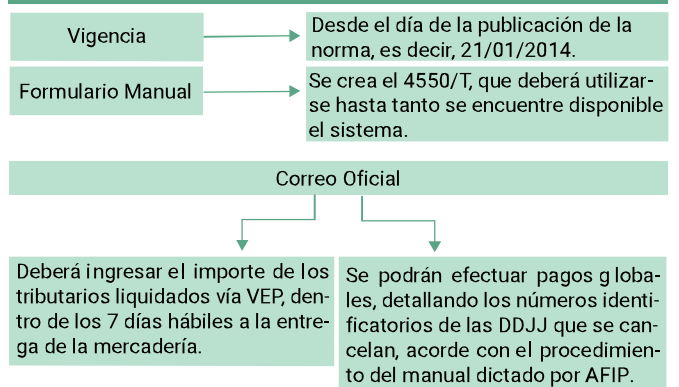 Vigencia
Desde el día de la publicación de la
norma, es decir, 21/01/2014.
Formulario Manual
Se crea el 4550/T, que deberá utilizar-
se hasta tanto se encuentre disponible
el sistema.
Correo Oficial
Deberá ingresar el importe de los
tributarios liquidados vía VEP, den-
tro de los 7 días hábiles a la entre-
ga de la mercadería.
Se podrán efectuar pagos globa-
les, detallando los números identi-
ficatorios de las DDJJ que se can-
celan, acorde con el procedimiento
del manual dictado por AFIP.